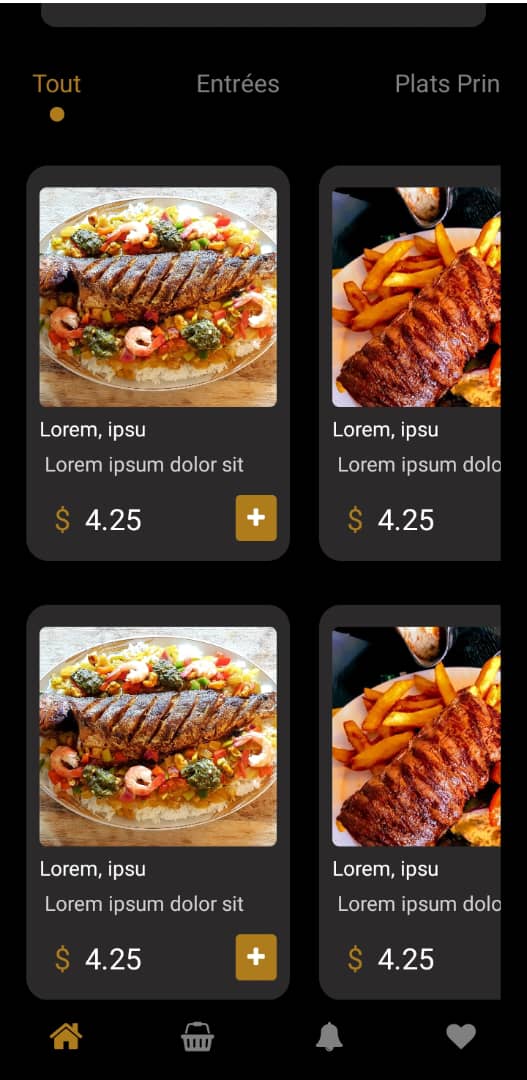 Tout
Entrées
Plats Prin
Lorem, ipsu
Lorem, ipsu
Lorem ipsum dolor sit
Lorem ipsum dolo
$ 4.25
+
$ 4.25
Lorem, ipsu
Lorem, ipsu
Lorem ipsum dolor sit
Lorem ipsum dolo
$ 4.25
+
$ 4.25